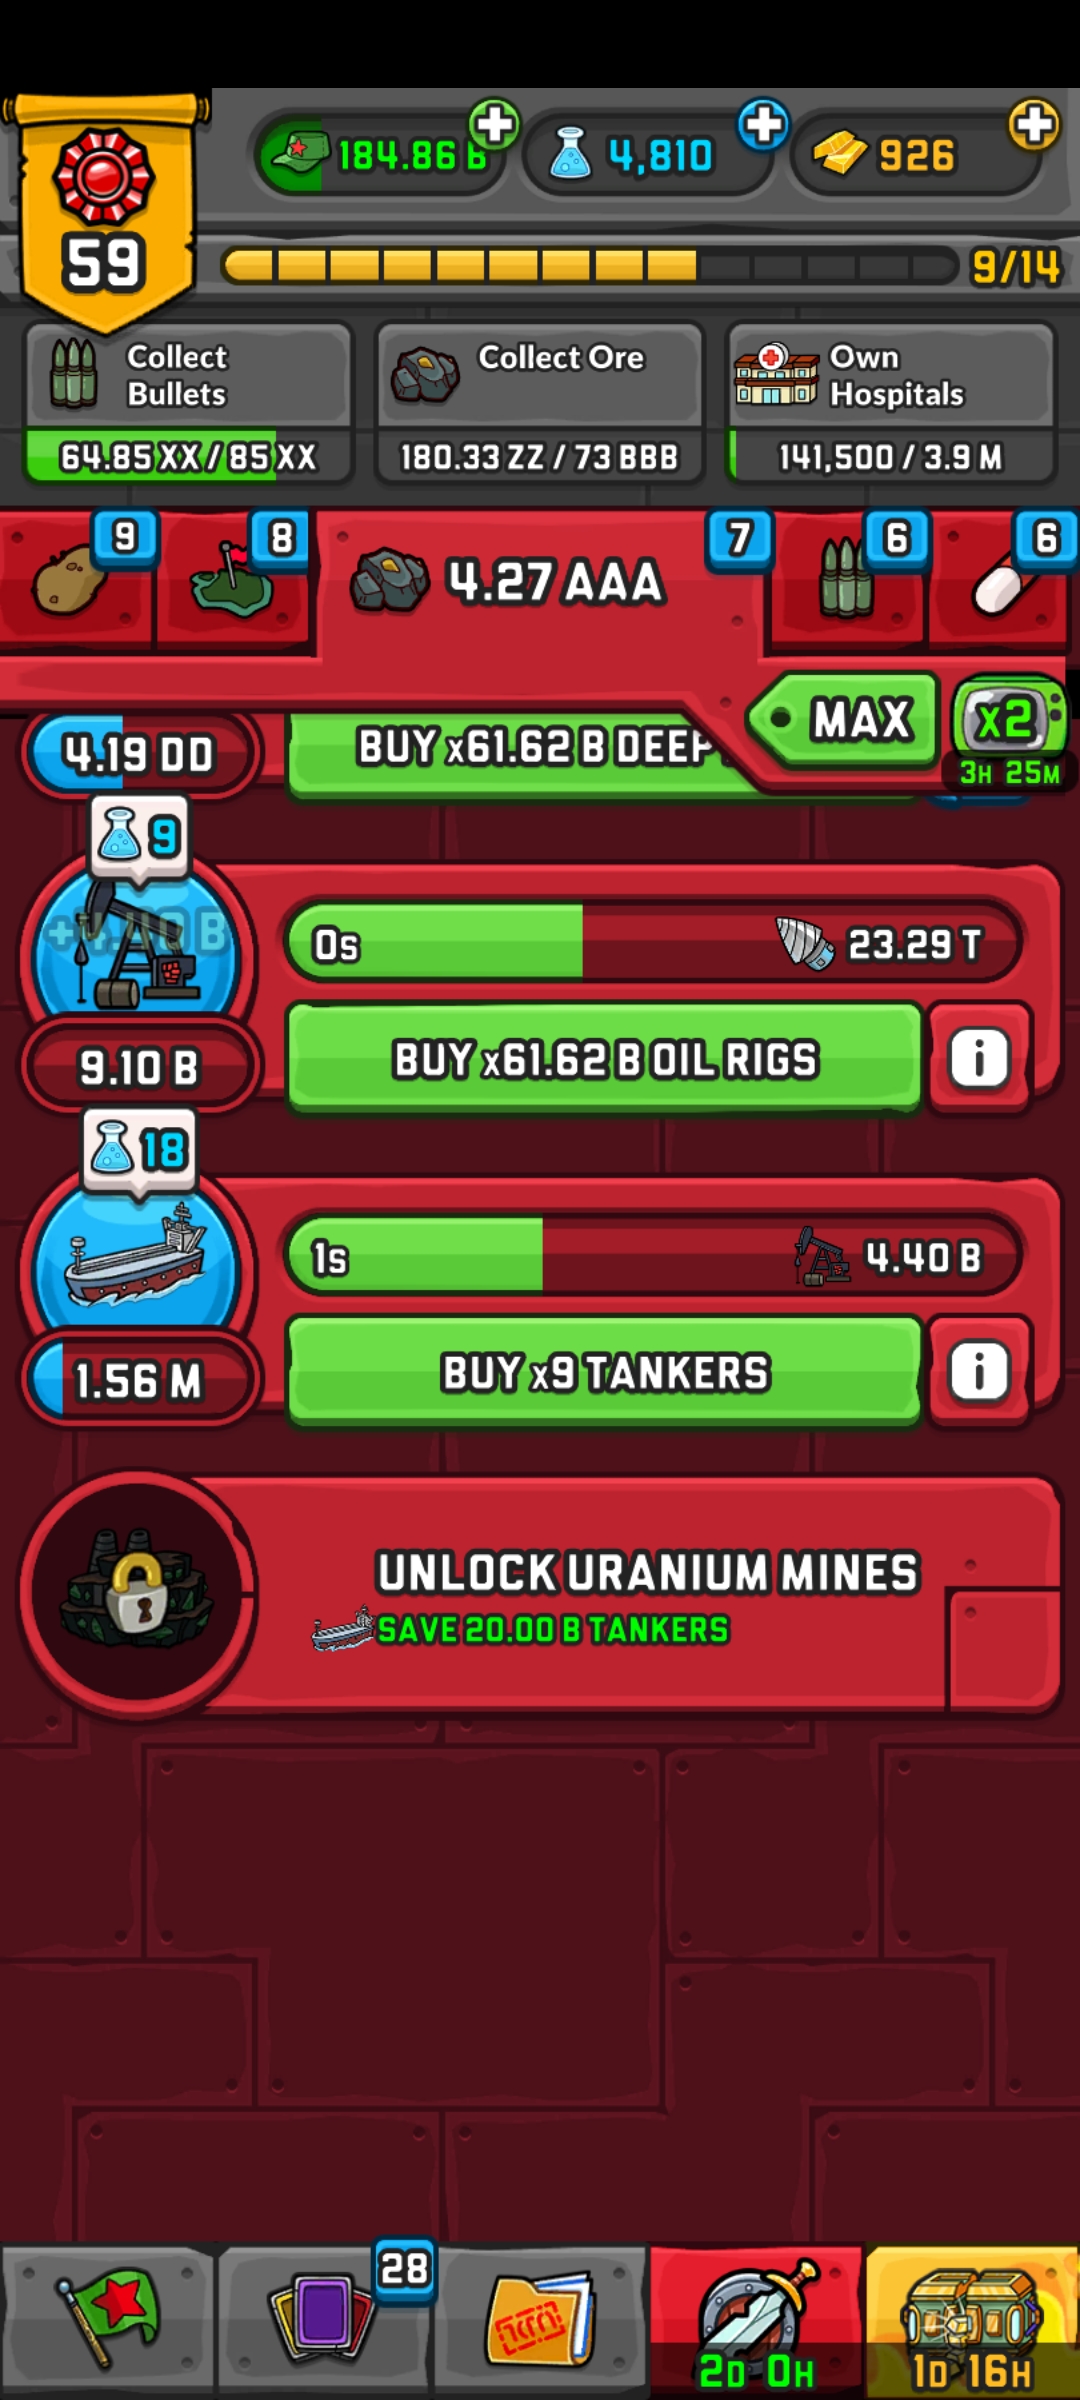 59
184.86 B
4,810
926
9/14
Collect
Bullets
64.85 XX / 85 XX
Collect Ore
180.33 ZZ / 73 BBB
Own
Hospitals
141,500 / 3.9 M
9
8
4.27 AAA
7
6
6
MAX
x2
3H 25M
4.19 DD
BUY x61.62 B DEEP
9
+4.40 B
0s
23.29 T
9.10 B
BUY x61.62 B OIL RIGS
i
18
1s
4.40 B
1.56 M
BUY x9 TANKERS
i
UNLOCK URANIUM MINES
SAVE 20.00 B TANKERS
28
2D 0H
1D 16H